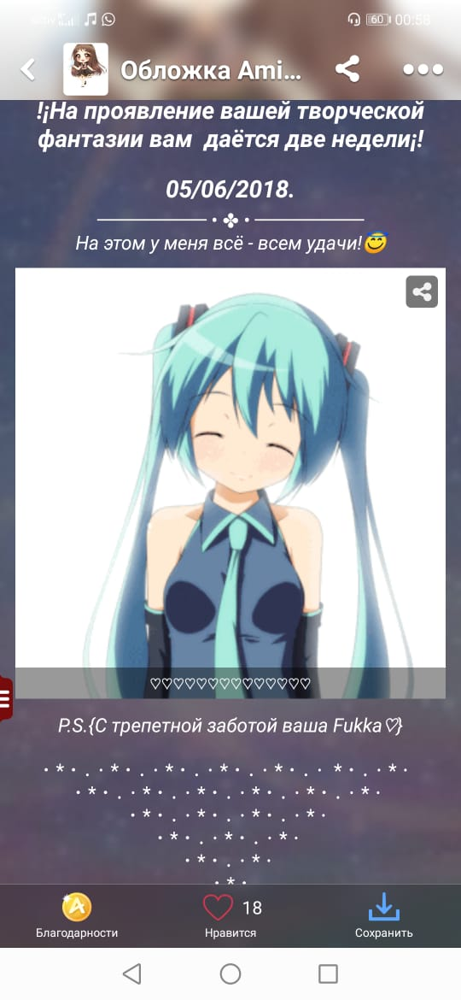 60
00:58
Обложка Ami...
!¡На проявление вашей творческой
фантазии вам даётся две недели¡!
05/06/2018.
На этом у меня всё - всем удачи!😇
♡♡♡♡♡♡♡♡♡♡♡♡♡♡
P.S.{С трепетной заботой ваша Fukka♡}
Благодарности
18
Нравится
Сохранить